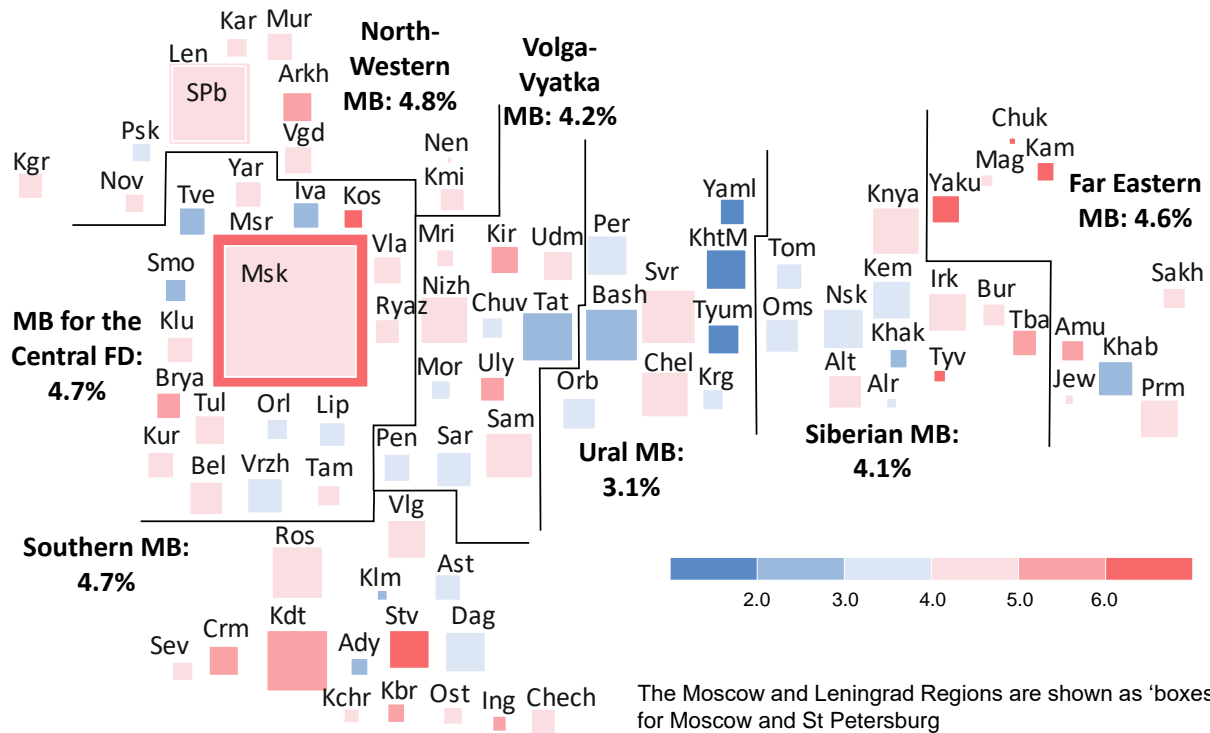 Kar
Mur
Len
SPb
Arkh
North-
Western
MB: 4.8%
Volga-
Vyatka
MB: 4.2%
Psk
Vgd
Kgr
Nov
Yar
Tve
Iva
Kos
Msr
Msk
Vla
Smo
Klu
Ryaz
MB for the
Central FD:
4.7%
Brya
Tul
Orl
Lip
Kur
Bel
Vrzh
Tam
Nen
Kmi
Mri
Kir
Udm
Nizh
Chuv
Tat
Mor
Uly
Pen
Sar
Sam
Per
Yaml
KhtM
Svr
Bash
Tyum
Chel
Krg
Orb
Ural MB:
3.1%
Tom
Oms
Knya
Kem
Nsk
Irk
Khak
Alt
Alr
Tyv
Bur
Tba
Siberian MB:
4.1%
Chuk
Mag
Kam
Yaku
Far Eastern
MB: 4.6%
Sakh
Amu
Khab
Jew
Prm
Southern MB:
4.7%
Vlg
Ros
Ast
Klm
Kdt
Stv
Dag
Sev
Crm
Ady
Kchr
Kbr
Ost
Ing
Chech
2.0 3.0 4.0 5.0 6.0
The Moscow and Leningrad Regions are shown as ‘boxes
for Moscow and St Petersburg